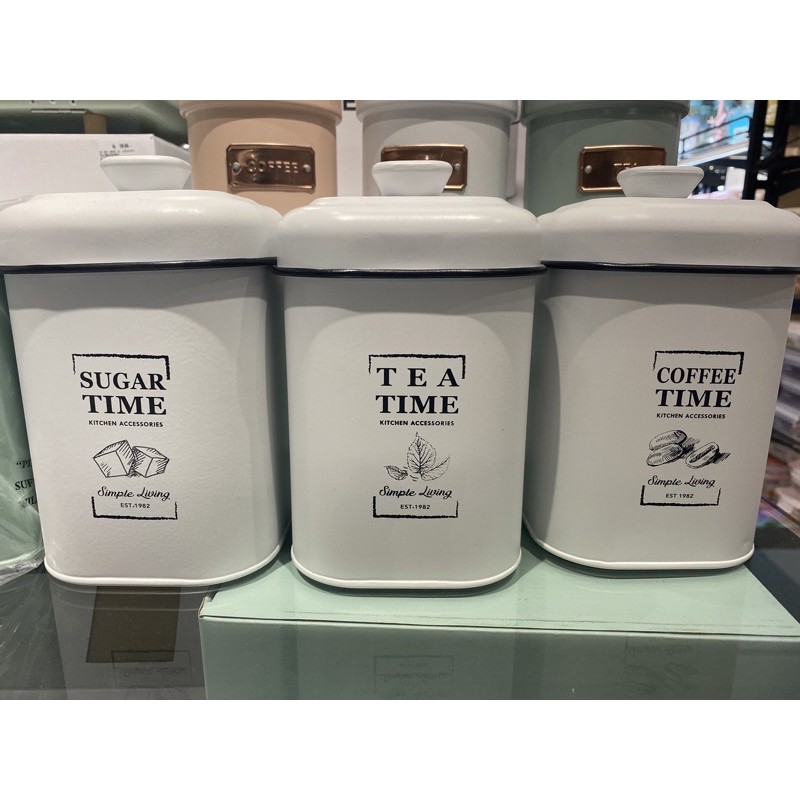 COFFEE
TEA
SUGAR
TIME
KITCHEN ACCESSORIES
Simple Living
EST.1982
TEA
TIME
KITCHEN ACCESSORIES
Simple Living
EST.1982
COFFEE
TIME
KITCHEN ACCESSORIES
Simple Living
EST 1982